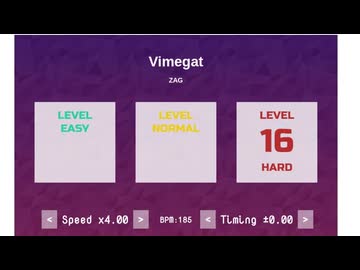 Vimegat
ZAG
LEVEL
EASY
LEVEL
NORMAL
LEVEL
16
HARD
< Speed x4.00 > BPM:185 < Timing ±0.00 >